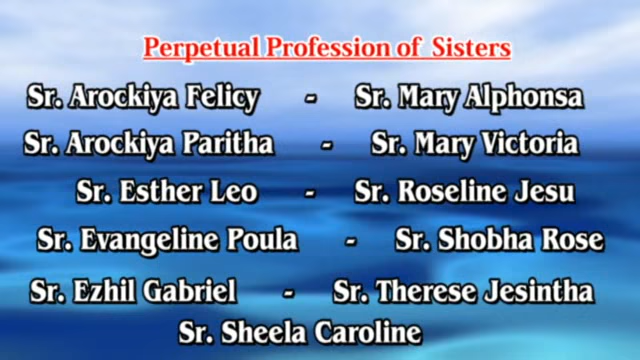 Perpetual Profession of Sisters
Sr. Arockiya Felicy - Sr. Mary Alphonsa
Sr. Arockiya Paritha - Sr. Mary Victoria
Sr. Esther Leo - Sr. Roseline Jesu
Sr. Evangeline Poula - Sr. Shobha Rose
Sr. Ezhil Gabriel - Sr. Therese Jesintha
Sr. Sheela Caroline